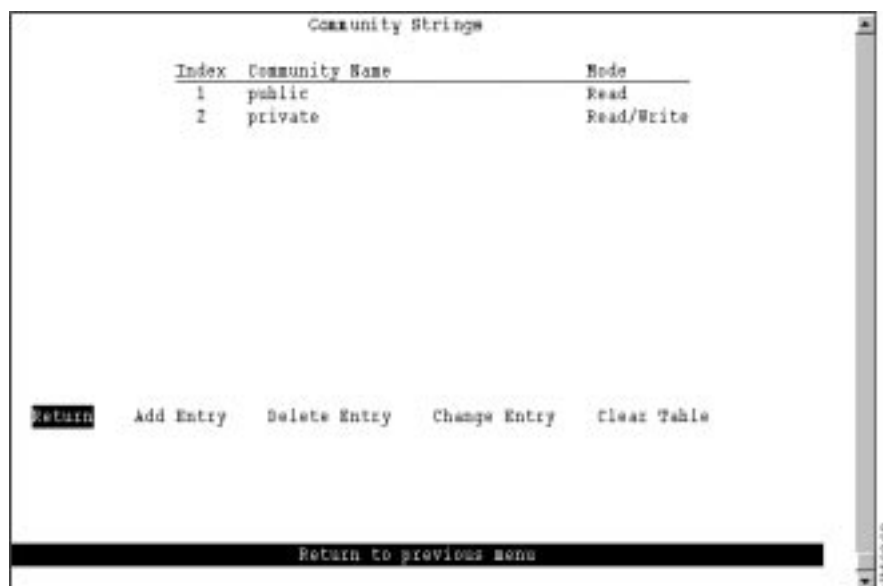 Community Strings
Index Community Name Mode
1 public Read
2 private Read/Write
Return Add Entry Delete Entry Change Entry Clear Table
Return to previous menu